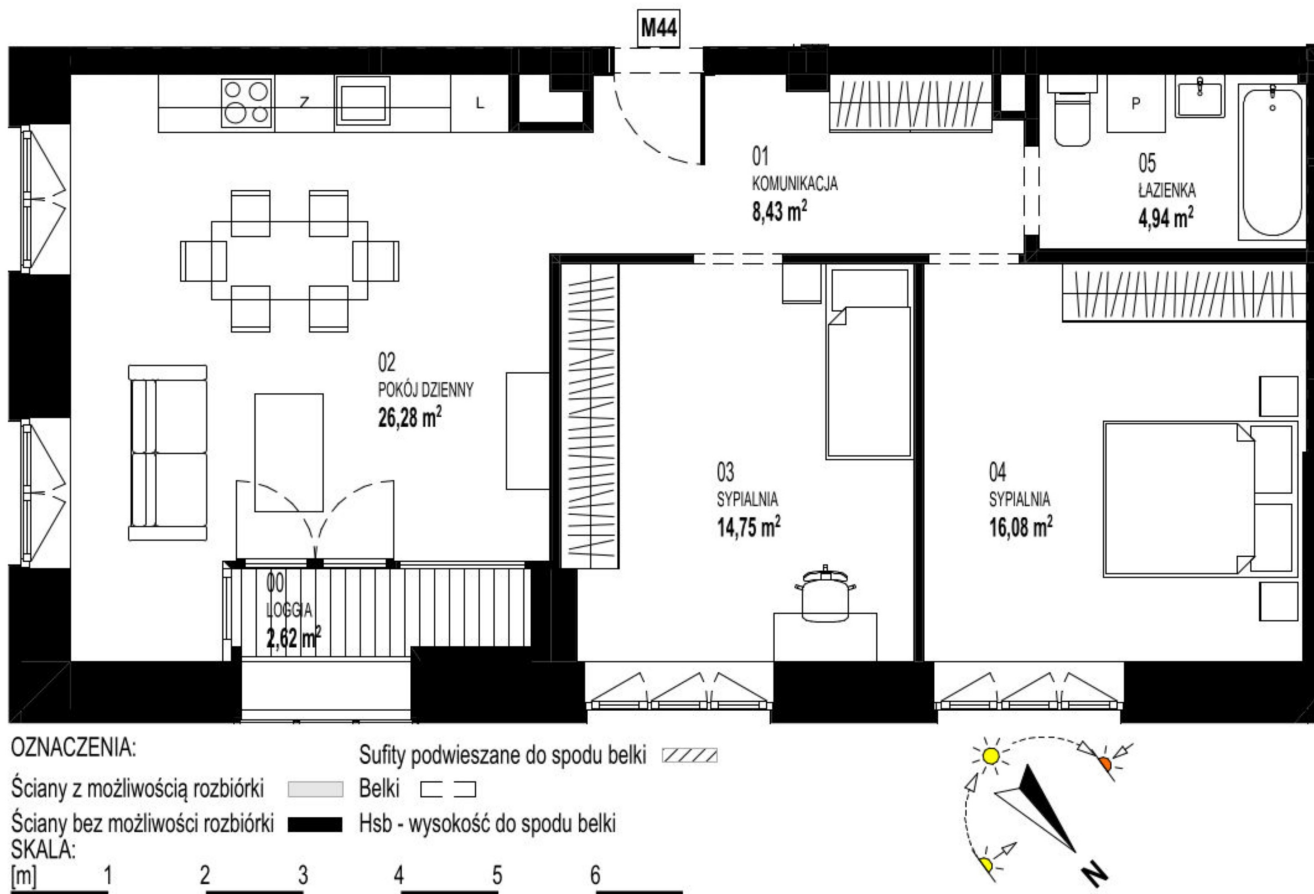 M44
Z
L
P
01
KOMUNIKACJA
8,43 m²
05
ŁAZIENKA
4,94 m²
02
POKÓJ DZIENNY
26,28 m²
03
SYPIALNIA
14,75 m²
04
SYPIALNIA
16,08 m²
00
LOGGIA
2,62 m²
OZNACZENIA:
Sufity podwieszane do spodu belki
Ściany z możliwością rozbiórki
Belki
Ściany bez możliwości rozbiórki
Hsb - wysokość do spodu belki
SKALA:
[m] 1 2 3 4 5 6
N